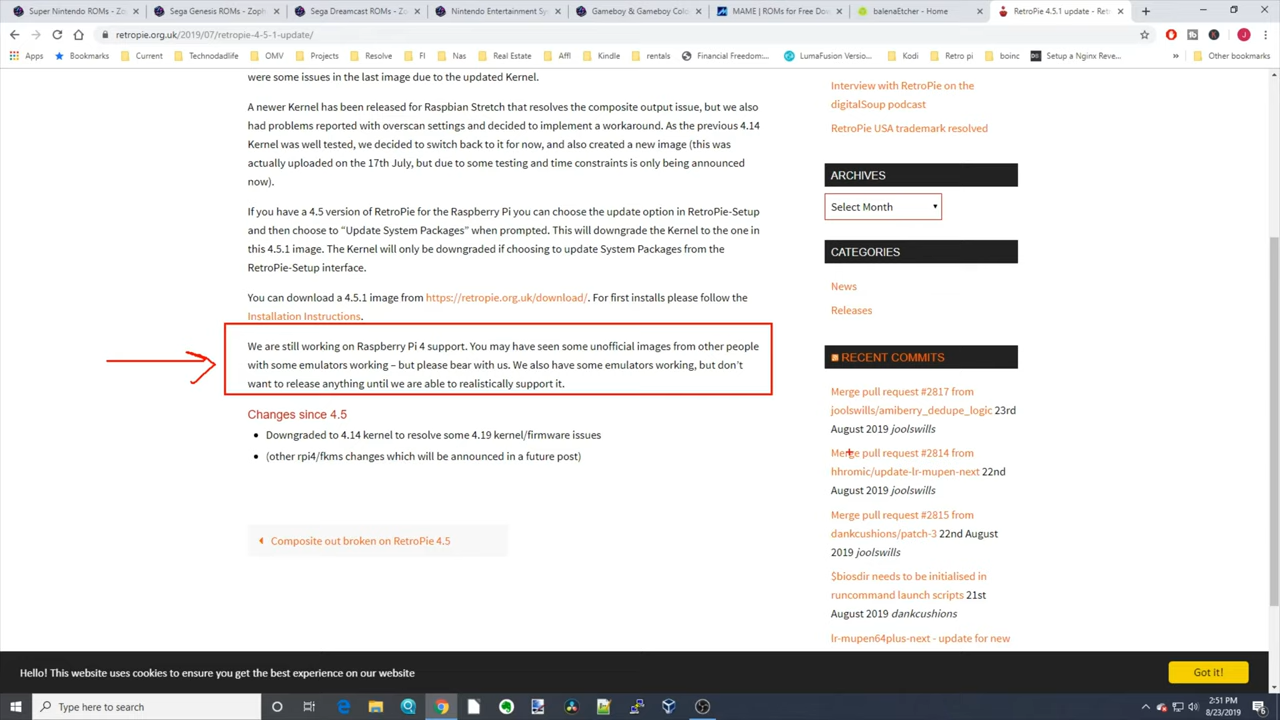 Super Nintendo ROMs - Zo
Sega Genesis ROMs - Zoph
Sega Dreamcast ROMs - Zo
Nintendo Entertainment Sy
Gameboy & Gameboy Colo
MAME | ROMs for Free Dow
balenaEtcher - Home
RetroPie 4.5.1 update - Ret
retropie.org.uk/2019/07/retropie-4-5-1-update/
Apps Bookmarks Current Technodadlife OMV Projects Resolve FI Nas Real Estate Affl Kindle rentals Financial Freedom:... LumaFusion Review:... Kodi Retro pi boinc Setup a Nginx Reve... » Other bookmarks
were some issues in the last image due to the updated Kernel.
A newer Kernel has been released for Raspbian Stretch that resolves the composite output issue, but we also
had problems reported with overscan settings and decided to implement a workaround. As the previous 4.14
Kernel was well tested, we decided to switch back to it for now, and also created a new image (this was
actually uploaded on the 17th July, but due to some testing and time constraints is only being announced
now).
If you have a 4.5 version of RetroPie for the Raspberry Pi you can choose the update option in RetroPie-Setup
and then choose to “Update System Packages” when prompted. This will downgrade the Kernel to the one in
this 4.5.1 image. The Kernel will only be downgraded if choosing to update System Packages from the
RetroPie-Setup interface.
You can download a 4.5.1 image from https://retropie.org.uk/download/. For first installs please follow the
Installation Instructions.
We are still working on Raspberry Pi 4 support. You may have seen some unofficial images from other people
with some emulators working – but please bear with us. We also have some emulators working, but don’t
want to release anything until we are able to realistically support it.
Changes since 4.5
Downgraded to 4.14 kernel to resolve some 4.19 kernel/firmware issues
(other rpi4/fkms changes which will be announced in a future post)
Composite out broken on RetroPie 4.5
Interview with RetroPie on the
digitalSoup podcast
RetroPie USA trademark resolved
ARCHIVES
Select Month
CATEGORIES
News
Releases
RECENT COMMITS
Merge pull request #2817 from
joolswills/amiberry_dedupe_logic 23rd
August 2019 joolswills
Merge pull request #2814 from
hhromic/update-lr-mupen-next 22nd
August 2019 joolswills
Merge pull request #2815 from
dankcushions/patch-3 22nd August
2019 joolswills
$biosdir needs to be initialised in
runcommand launch scripts 21st
August 2019 dankcushions
lr-mupen64plus-next - update for new
Hello! This website uses cookies to ensure you get the best experience on our website
Got it!
Type here to search
2:51 PM
8/23/2019